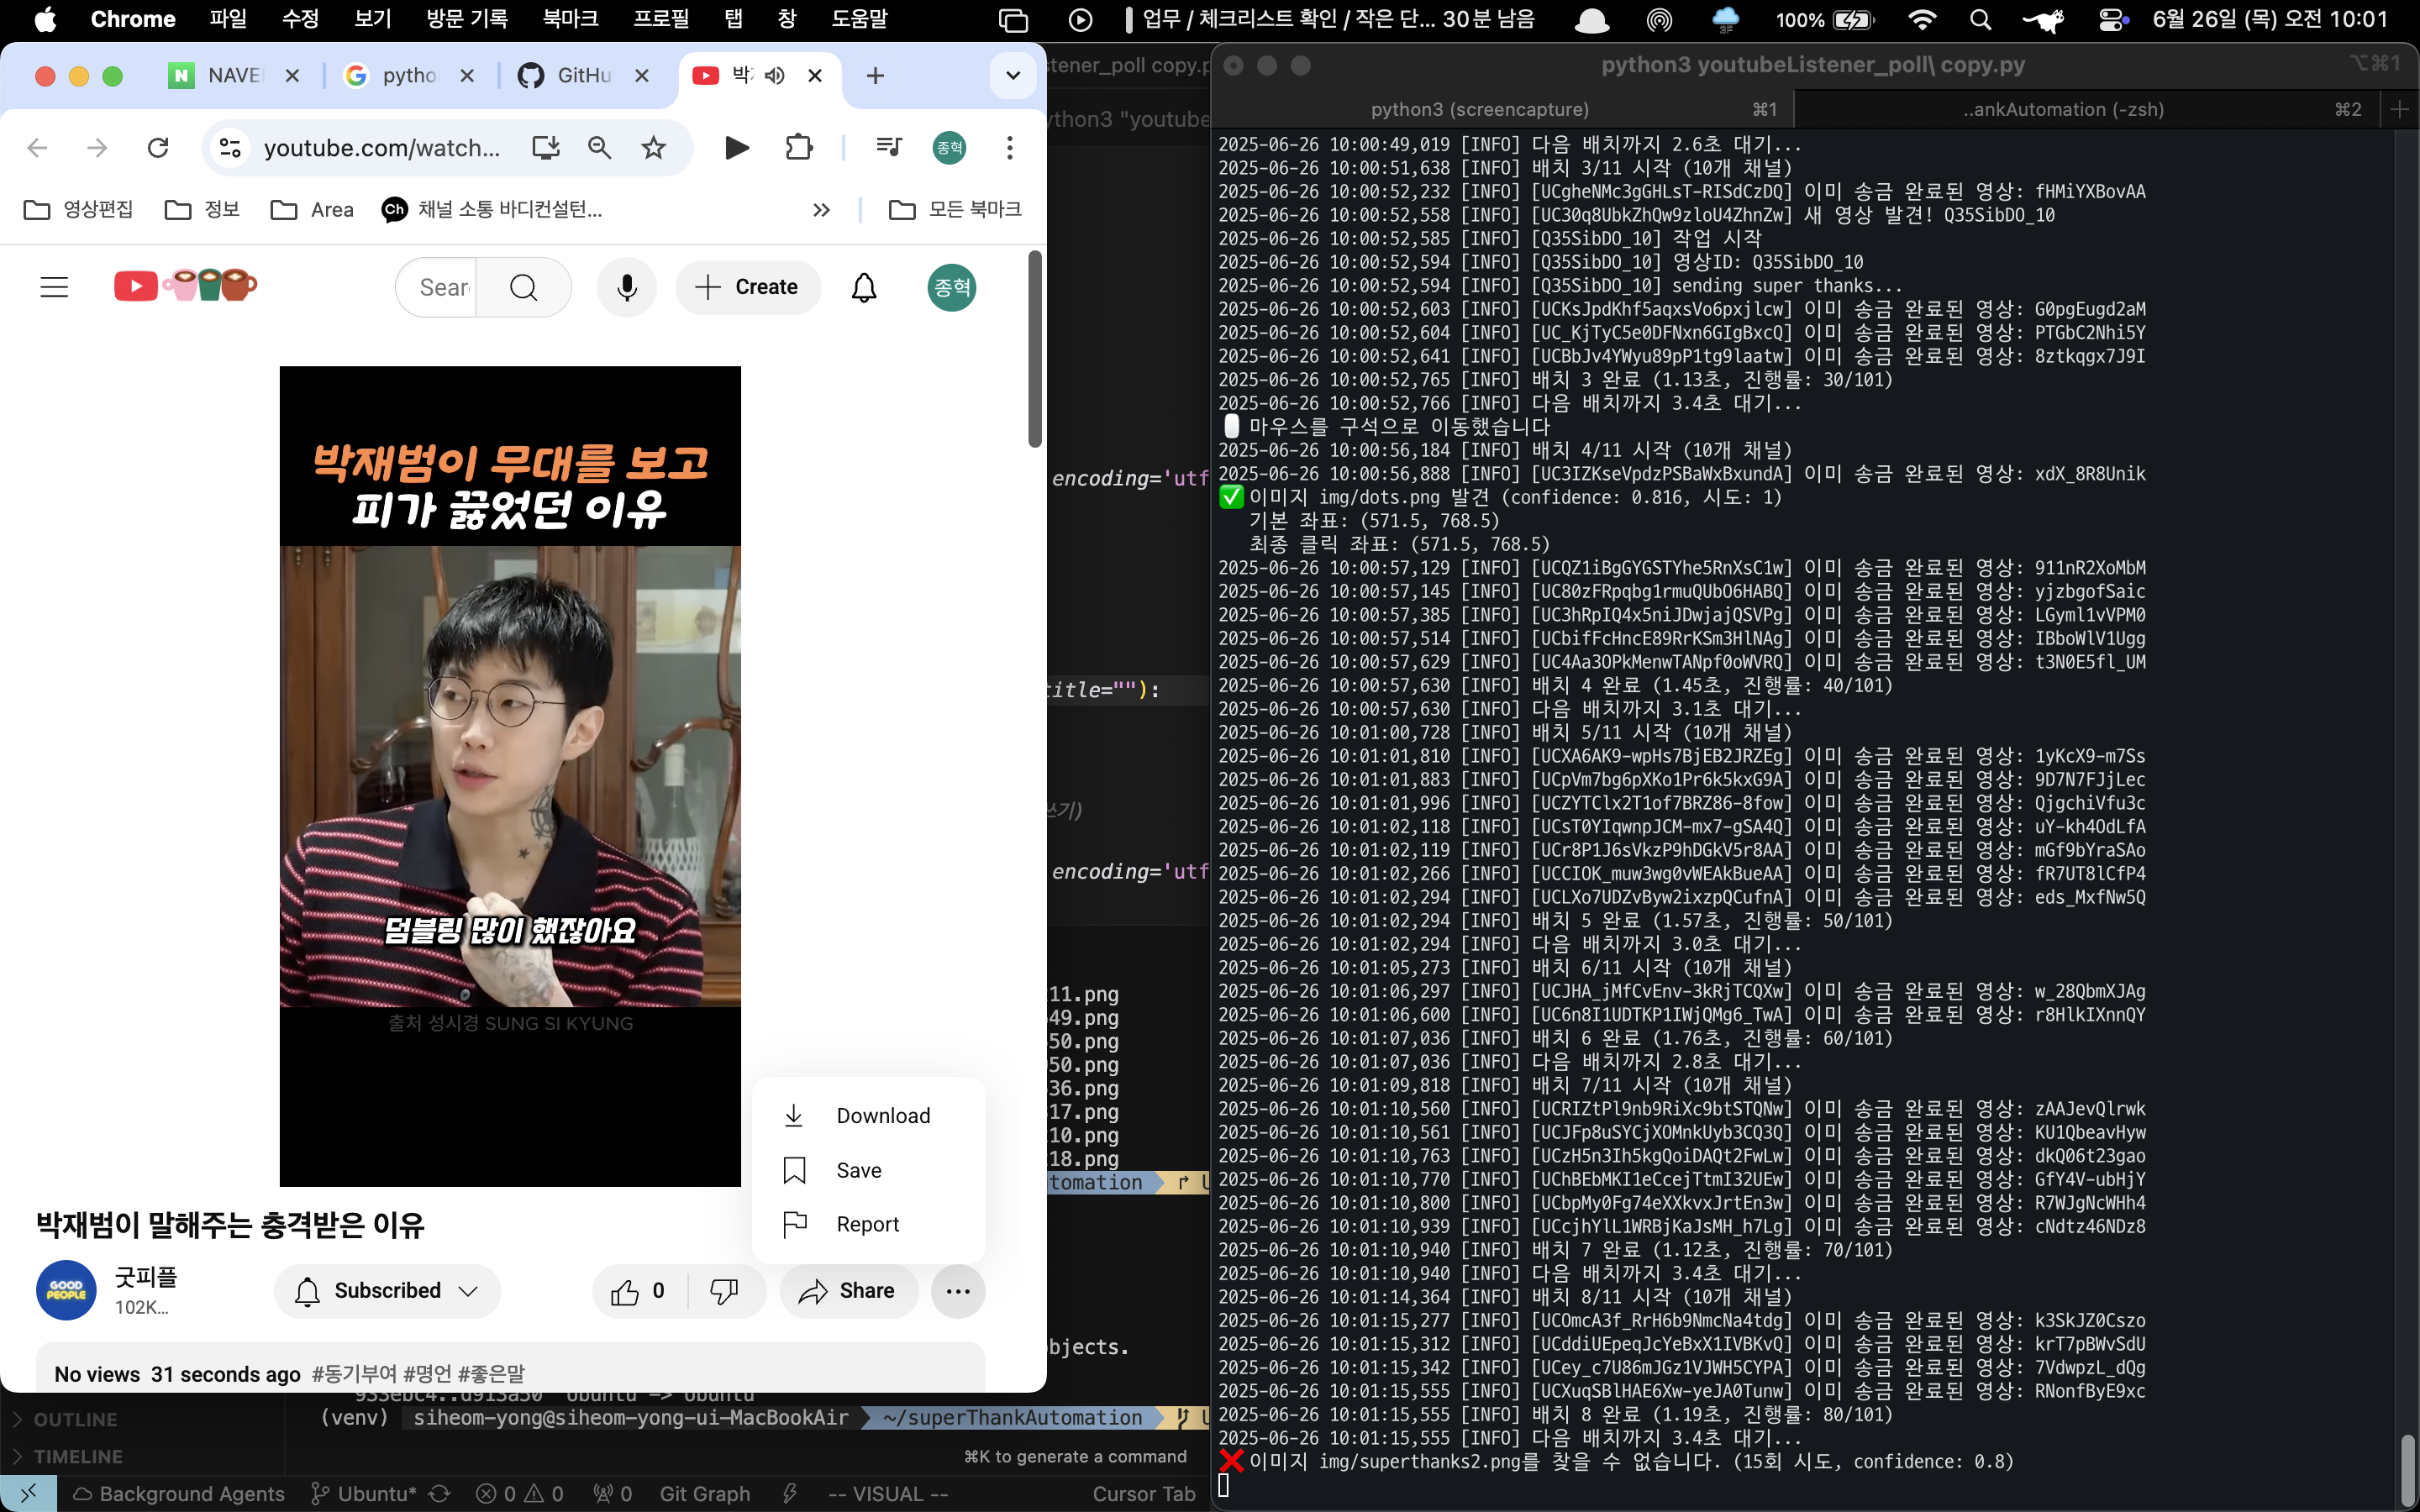 Chrome 파일 수정 보기 방문 기록 북마크 프로필 탭 창 도움말
업무 / 체크리스트 확인 / 작은 단... 30분 남음 3F 100% 6월 26일 (목) 오전 10:01
NAVE pytho GitHu 박
youtube.com/watch... 종혁
영상편집 정보 Area Ch 채널 소통 바디컨설턴... » 모든 북마크
Sear Create 종혁
박재범이 무대를 보고
피가 끓었던 이유
덤블링 많이 했잖아요
출처 성시경 SUNG SI KYUNG
Download
Save
Report
박재범이 말해주는 충격받은 이유
GOOD PEOPLE 굿피플
102K...
Subscribed 0 Share ...
No views 31 seconds ago #동기부여 #명언 #좋은말
stener_poll copy.p
ython3 "youtube
encoding='utf
title=""):
쓰기)
encoding='utf
11.png
49.png
50.png
50.png
36.png
17.png
10.png
18.png
tomation
bjects.
933ebc4..d913a50 Ubuntu -> Ubuntu
(venv) siheom-yong@siheom-yong-ui-MacBookAir ~/superThankAutomation
⌘K to generate a command
OUTLINE
TIMELINE
Background Agents Ubuntu* 0 0 0 Git Graph -- VISUAL -- Cursor Tab
python3 youtubeListener_poll\ copy.py ⌥⌘1
python3 (screencapture) ⌘1 ..ankAutomation (-zsh) ⌘2
2025-06-26 10:00:49,019 [INFO] 다음 배치까지 2.6초 대기...
2025-06-26 10:00:51,638 [INFO] 배치 3/11 시작 (10개 채널)
2025-06-26 10:00:52,232 [INFO] [UCgheNMc3gGHLsT-RISdCzDQ] 이미 송금 완료된 영상: fHMiYXBovAA
2025-06-26 10:00:52,558 [INFO] [UC30q8UbkZhQw9zloU4ZhnZw] 새 영상 발견! Q35SibDO_10
2025-06-26 10:00:52,585 [INFO] [Q35SibDO_10] 작업 시작
2025-06-26 10:00:52,594 [INFO] [Q35SibDO_10] 영상ID: Q35SibDO_10
2025-06-26 10:00:52,594 [INFO] [Q35SibDO_10] sending super thanks...
2025-06-26 10:00:52,603 [INFO] [UCKsJpdKhf5aqxsVo6pxjlcw] 이미 송금 완료된 영상: G0pgEugd2aM
2025-06-26 10:00:52,604 [INFO] [UC_KjTyC5e0DFNxn6GIgBxcQ] 이미 송금 완료된 영상: PTGbC2Nhi5Y
2025-06-26 10:00:52,641 [INFO] [UCBbJv4YWyu89pP1tg9laatw] 이미 송금 완료된 영상: 8ztkqgx7J9I
2025-06-26 10:00:52,765 [INFO] 배치 3 완료 (1.13초, 진행률: 30/101)
2025-06-26 10:00:52,766 [INFO] 다음 배치까지 3.4초 대기...
마우스를 구석으로 이동했습니다
2025-06-26 10:00:56,184 [INFO] 배치 4/11 시작 (10개 채널)
2025-06-26 10:00:56,888 [INFO] [UC3IZKseVpdzPSBaWxBxundA] 이미 송금 완료된 영상: xdX_8R8Unik
✅ 이미지 img/dots.png 발견 (confidence: 0.816, 시도: 1)
기본 좌표: (571.5, 768.5)
최종 클릭 좌표: (571.5, 768.5)
2025-06-26 10:00:57,129 [INFO] [UCQZ1iBgGYGSTYhe5RnXsC1w] 이미 송금 완료된 영상: 911nR2XoMbM
2025-06-26 10:00:57,145 [INFO] [UC80zFRpqbg1rmuQUbO6HABQ] 이미 송금 완료된 영상: yjzbgofSaic
2025-06-26 10:00:57,385 [INFO] [UC3hRpIQ4x5niJDwjajQSVPg] 이미 송금 완료된 영상: LGyml1vVPM0
2025-06-26 10:00:57,514 [INFO] [UCbifFcHncE89RrKSm3HlNAg] 이미 송금 완료된 영상: IBboWlV1Ugg
2025-06-26 10:00:57,629 [INFO] [UC4Aa3OPkMenwTANpf0oWVRQ] 이미 송금 완료된 영상: t3N0E5fl_UM
2025-06-26 10:00:57,630 [INFO] 배치 4 완료 (1.45초, 진행률: 40/101)
2025-06-26 10:00:57,630 [INFO] 다음 배치까지 3.1초 대기...
2025-06-26 10:01:00,728 [INFO] 배치 5/11 시작 (10개 채널)
2025-06-26 10:01:01,810 [INFO] [UCXA6AK9-wpHs7BjEB2JRZEg] 이미 송금 완료된 영상: 1yKcX9-m7Ss
2025-06-26 10:01:01,883 [INFO] [UCpVm7bg6pXKo1Pr6k5kxG9A] 이미 송금 완료된 영상: 9D7N7FJjLec
2025-06-26 10:01:01,996 [INFO] [UCZYTClx2T1of7BRZ86-8fow] 이미 송금 완료된 영상: QjgchiVfu3c
2025-06-26 10:01:02,118 [INFO] [UCsT0YIqwnpJCM-mx7-gSA4Q] 이미 송금 완료된 영상: uY-kh4OdLfA
2025-06-26 10:01:02,119 [INFO] [UCr8P1J6sVkzP9hDGkV5r8AA] 이미 송금 완료된 영상: mGf9bYraSAo
2025-06-26 10:01:02,266 [INFO] [UCCIOK_muw3wg0vWEAkBueAA] 이미 송금 완료된 영상: fR7UT8lCfP4
2025-06-26 10:01:02,294 [INFO] [UCLXo7UDZvByw2ixzpQCufnA] 이미 송금 완료된 영상: eds_MxfNw5Q
2025-06-26 10:01:02,294 [INFO] 배치 5 완료 (1.57초, 진행률: 50/101)
2025-06-26 10:01:02,294 [INFO] 다음 배치까지 3.0초 대기...
2025-06-26 10:01:05,273 [INFO] 배치 6/11 시작 (10개 채널)
2025-06-26 10:01:06,297 [INFO] [UCJHA_jMfCvEnv-3kRjTCQXw] 이미 송금 완료된 영상: w_28QbmXJAg
2025-06-26 10:01:06,600 [INFO] [UC6n8I1UDTKP1IWjQMg6_TwA] 이미 송금 완료된 영상: r8HlkIXnnQY
2025-06-26 10:01:07,036 [INFO] 배치 6 완료 (1.76초, 진행률: 60/101)
2025-06-26 10:01:07,036 [INFO] 다음 배치까지 2.8초 대기...
2025-06-26 10:01:09,818 [INFO] 배치 7/11 시작 (10개 채널)
2025-06-26 10:01:10,560 [INFO] [UCRIZtPl9nb9RiXc9btSTQNw] 이미 송금 완료된 영상: zAAJevQlrwk
2025-06-26 10:01:10,561 [INFO] [UCJFp8uSYCjXOMnkUyb3CQ3Q] 이미 송금 완료된 영상: KU1QbeavHyw
2025-06-26 10:01:10,763 [INFO] [UCzH5n3Ih5kgQoiDAQt2FwLw] 이미 송금 완료된 영상: dkQ06t23gao
2025-06-26 10:01:10,770 [INFO] [UChBEbMKI1eCcejTtmI32UEw] 이미 송금 완료된 영상: GfY4V-ubHjY
2025-06-26 10:01:10,800 [INFO] [UCbpMy0Fg74eXXkvxJrtEn3w] 이미 송금 완료된 영상: R7WJgNcWHh4
2025-06-26 10:01:10,939 [INFO] [UCcjhYlL1WRBjKaJsMH_h7Lg] 이미 송금 완료된 영상: cNdtz46NDz8
2025-06-26 10:01:10,940 [INFO] 배치 7 완료 (1.12초, 진행률: 70/101)
2025-06-26 10:01:10,940 [INFO] 다음 배치까지 3.4초 대기...
2025-06-26 10:01:14,364 [INFO] 배치 8/11 시작 (10개 채널)
2025-06-26 10:01:15,277 [INFO] [UCOmcA3f_RrH6b9NmcNa4tdg] 이미 송금 완료된 영상: k3SkJZ0Cszo
2025-06-26 10:01:15,312 [INFO] [UCddiUEpeqJcYeBxX1IVBKvQ] 이미 송금 완료된 영상: krT7pBWvSdU
2025-06-26 10:01:15,342 [INFO] [UCey_c7U86mJGz1VJWH5CYPA] 이미 송금 완료된 영상: 7VdwpzL_dQg
2025-06-26 10:01:15,555 [INFO] [UCXuqSBlHAE6Xw-yeJA0Tunw] 이미 송금 완료된 영상: RNonfByE9xc
2025-06-26 10:01:15,555 [INFO] 배치 8 완료 (1.19초, 진행률: 80/101)
2025-06-26 10:01:15,555 [INFO] 다음 배치까지 3.4초 대기...
❌ 이미지 img/superthanks2.png를 찾을 수 없습니다. (15회 시도, confidence: 0.8)